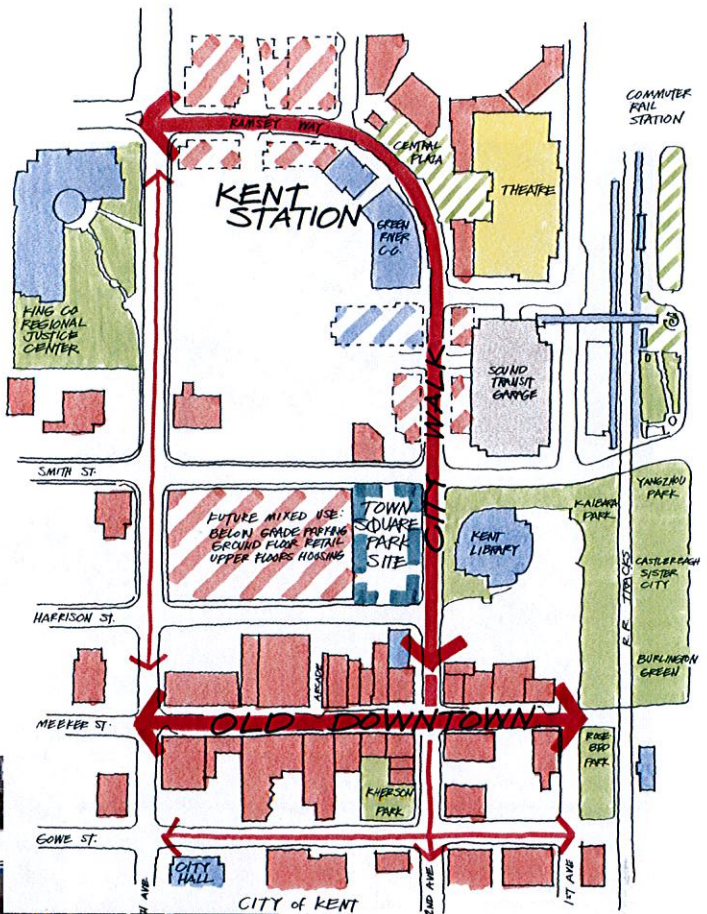 COMMUTER
RAIL
STATION
RAMSEY WAY
CENTRAL
PLAZA
THEATRE
KENT
STATION
GREEN
RIVER
C.C.
KING CO
REGIONAL
JUSTICE
CENTER
SOUND
TRANSIT
GARAGE
CITY WALK
SMITH ST.
FUTURE MIXED USE:
BELOW GRADE PARKING
GROUND FLOOR RETAIL
UPPER FLOORS HOUSING
TOWN
SQUARE
PARK
SITE
KENT
LIBRARY
KAIBARA
PARK
YANGZHOU
PARK
CASTLEREAGH
SISTER
CITY
R.R. TRACKS
HARRISON ST.
BURLINGTON
GREEN
ARCADE
MEEKER ST.
OLD DOWNTOWN
ROSE
BED
PARK
KHERSON
PARK
GOWE ST.
CITY
HALL
2ND AVE
1ST AVE
CITY of KENT